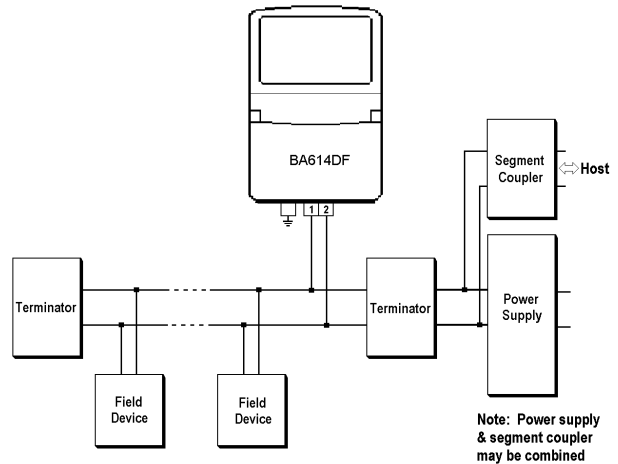 BA614DF
1 2
Segment
Coupler
Host
Terminator
Terminator
Power
Supply
Field
Device
Field
Device
Note: Power supply
& segment coupler
may be combined